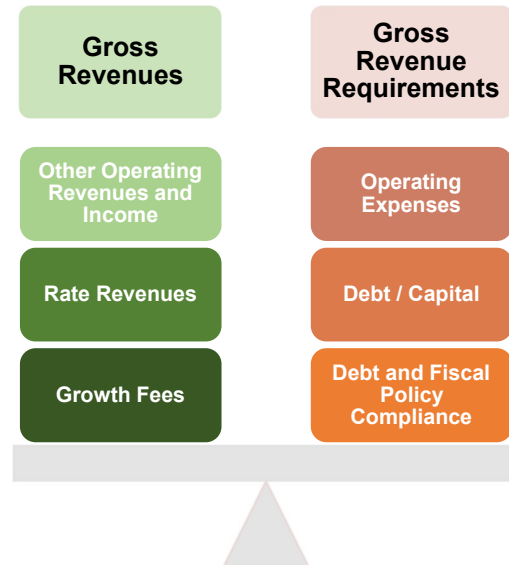 Gross
Revenues
Gross
Revenue
Requirements
Other Operating
Revenues and
Income
Operating
Expenses
Rate Revenues
Debt / Capital
Growth Fees
Debt and Fiscal
Policy
Compliance